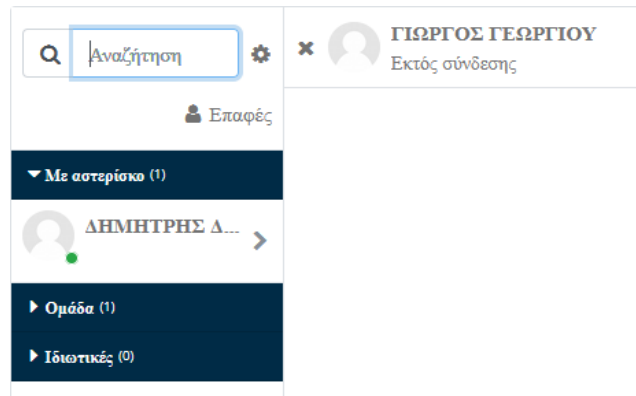 Αναζήτηση
Επαφές
Με αστερίσκο (1)
ΔΗΜΗΤΡΗΣ Δ...
Ομάδα (1)
Ιδιωτικές (0)
ΓΙΩΡΓΟΣ ΓΕΩΡΓΙΟΥ
Εκτός σύνδεσης